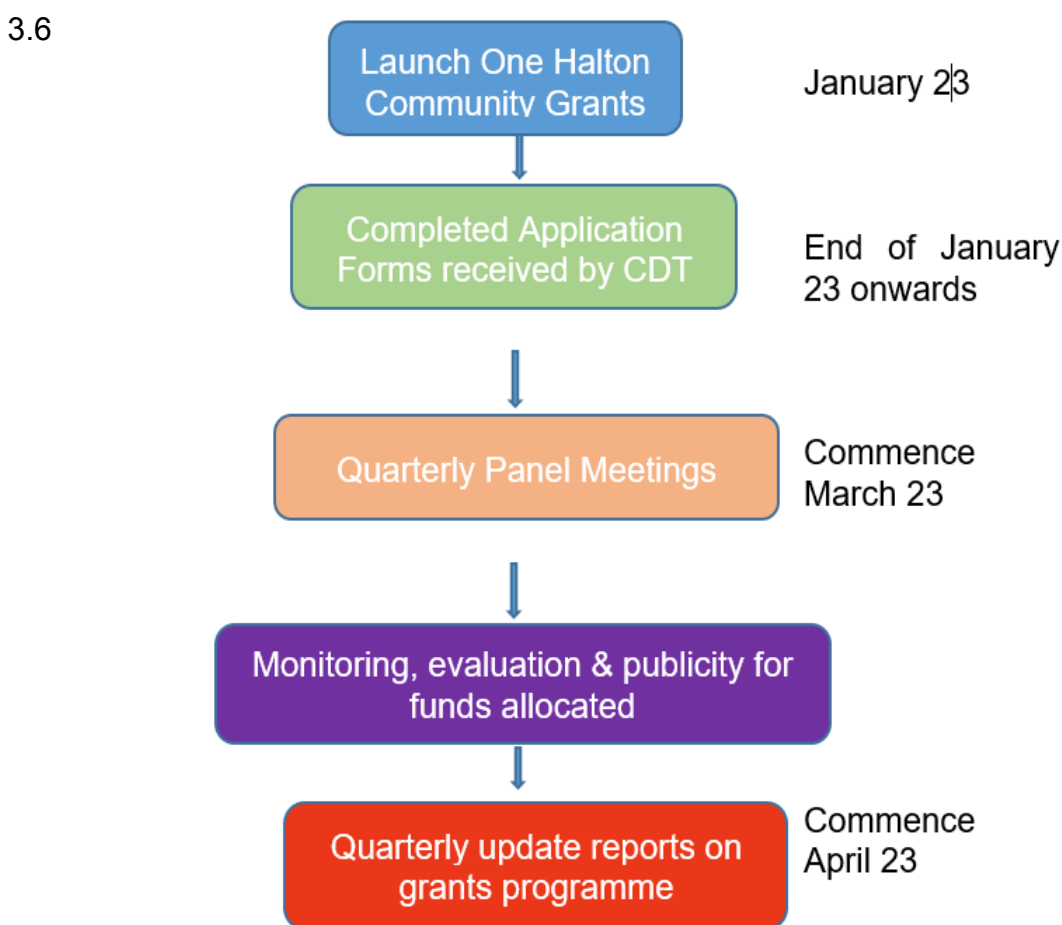 3.6
Launch One Halton
Community Grants
January 23
Completed Application
Forms received by CDT
End of January
23 onwards
Quarterly Panel Meetings
Commence
March 23
Monitoring, evaluation & publicity for
funds allocated
Quarterly update reports on
grants programme
Commence
April 23